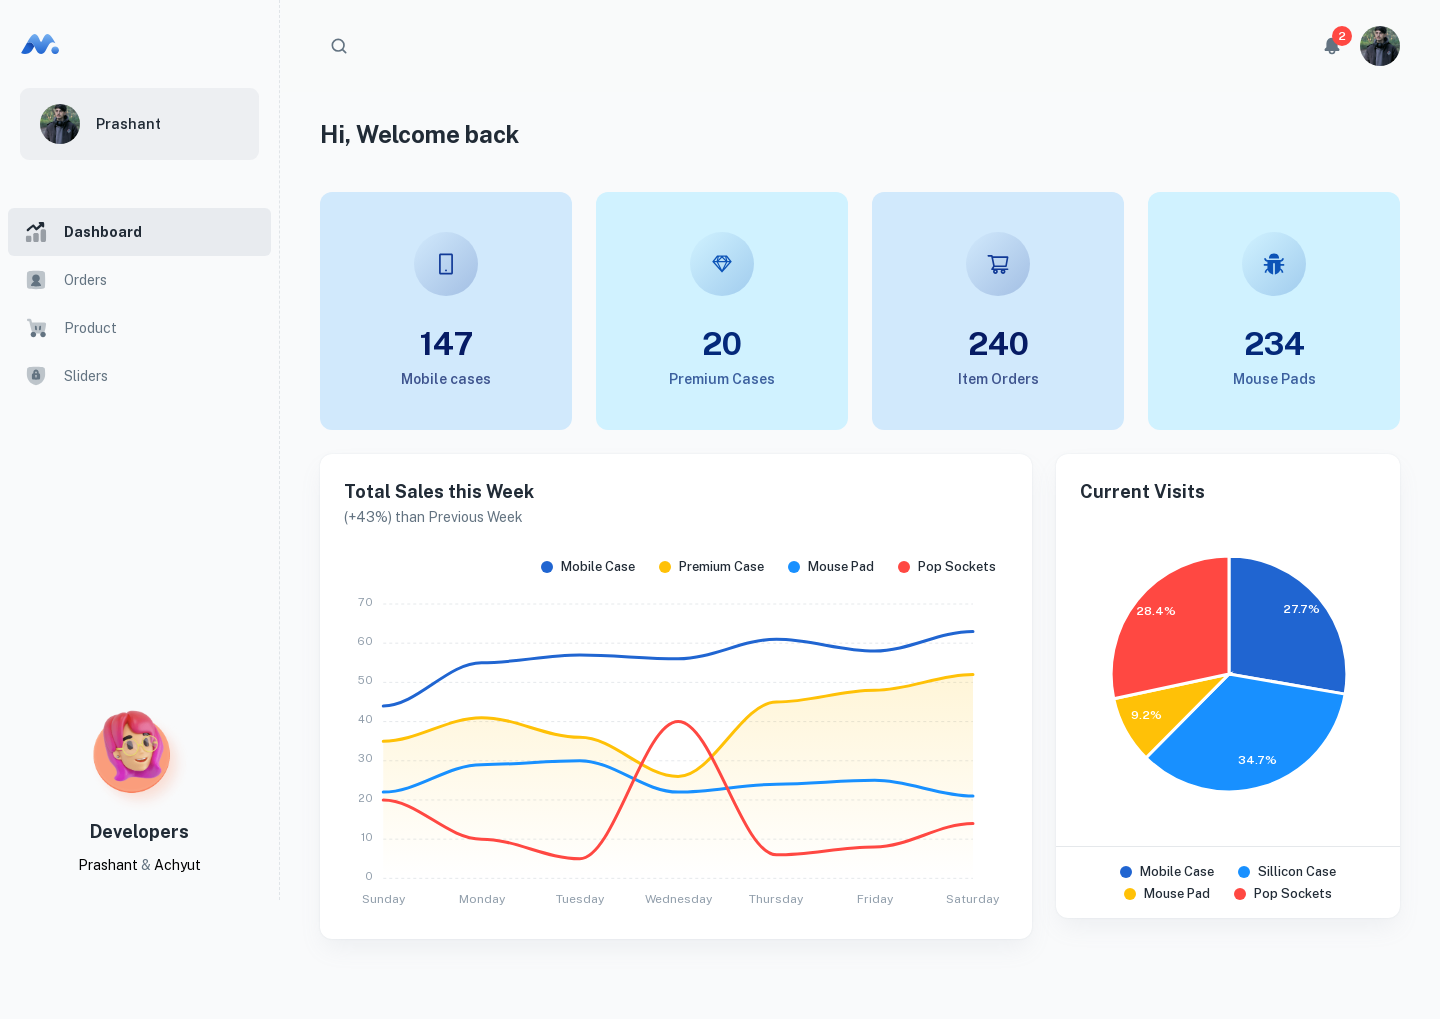 Prashant
Dashboard
Orders
Product
Sliders
Developers
Prashant & Achyut
2
Hi, Welcome back
147
Mobile cases
20
Premium Cases
240
Item Orders
234
Mouse Pads
Total Sales this Week
(+43%) than Previous Week
Mobile Case Premium Case Mouse Pad Pop Sockets
70
60
50
40
30
20
10
0
Sunday Monday Tuesday Wednesday Thursday Friday Saturday
Current Visits
28.4% 27.7%
9.2%
34.7%
Mobile Case Sillicon Case
Mouse Pad Pop Sockets